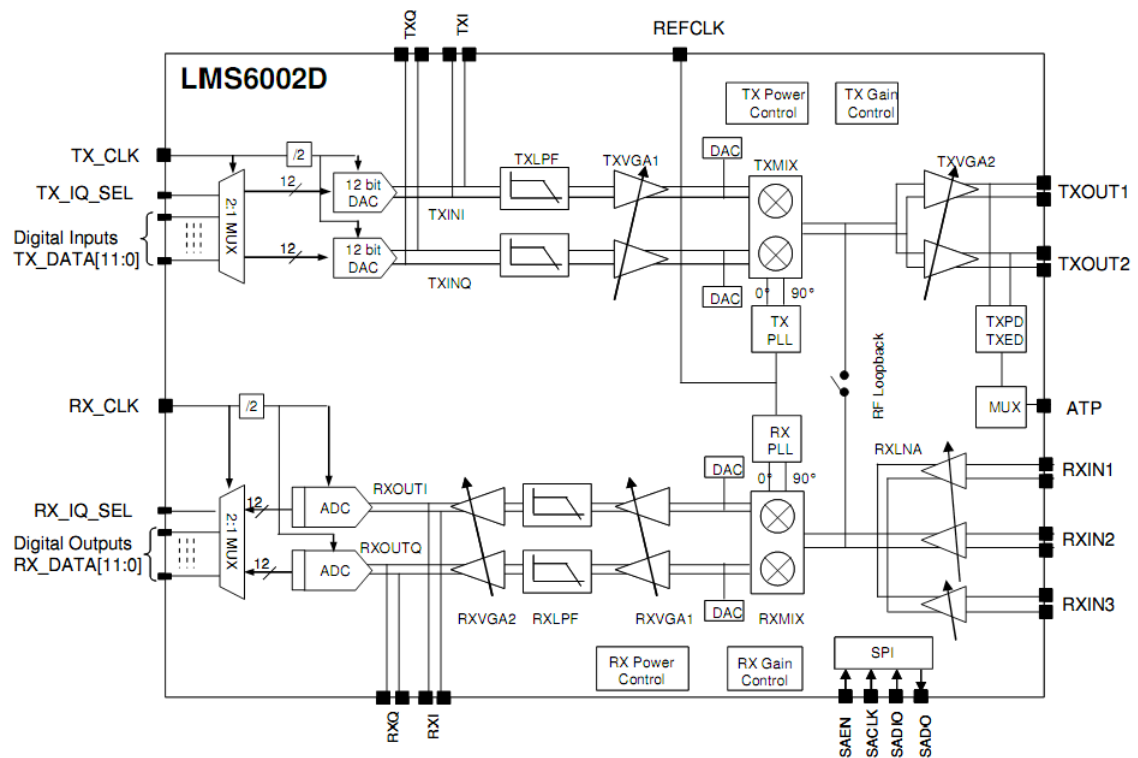 TXQ
TXI
REFCLK
LMS6002D
TX Power
Control
TX Gain
Control
TX_CLK
/2
TXLPF
TXVGA1
DAC
TXMIX
TXVGA2
TX_IQ_SEL
12
12 bit
DAC
TXINI
TXOUT1
2:1 MUX
Digital Inputs
TX_DATA[11:0]
12
12 bit
DAC
TXINQ
TXOUT2
DAC
0°
90°
TX
PLL
TXPD
TXED
RF Loopback
RX_CLK
/2
MUX
ATP
RX
PLL
RXLNA
DAC
0°
90°
RXIN1
RX_IQ_SEL
2:1 MUX
12
ADC
RXOUTI
Digital Outputs
RX_DATA[11:0]
12
ADC
RXOUTQ
RXIN2
RXVGA2
RXLPF
RXVGA1
DAC
RXMIX
RXIN3
RX Power
Control
RX Gain
Control
SPI
RXQ
RXI
SAEN
SACLK
SADIO
SADO